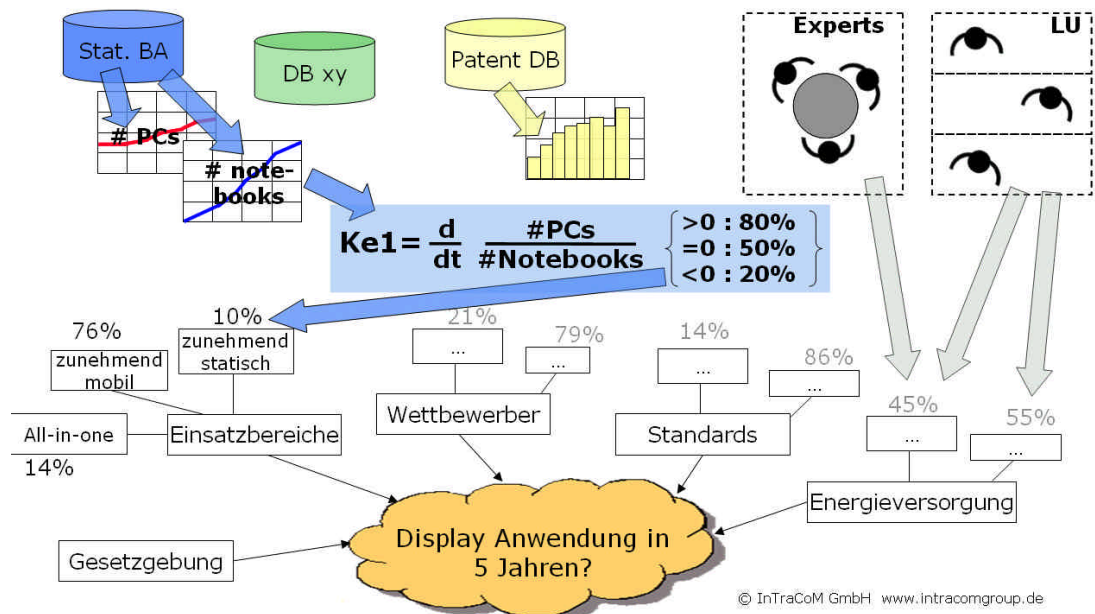 Stat. BA
DB xy
Patent DB
Experts
LU
# PCs
# note-
books
Ke1= d/dt #PCs/#Notebooks
>0 : 80%
=0 : 50%
<0 : 20%
76%
zunehmend
mobil
10%
zunehmend
statisch
21%
...
79%
...
14%
...
86%
...
45%
...
55%
...
All-in-one
14%
Einsatzbereiche
Wettbewerber
Standards
Energieversorgung
Gesetzgebung
Display Anwendung in
5 Jahren?
© InTraCoM GmbH www.intracomgroup.de